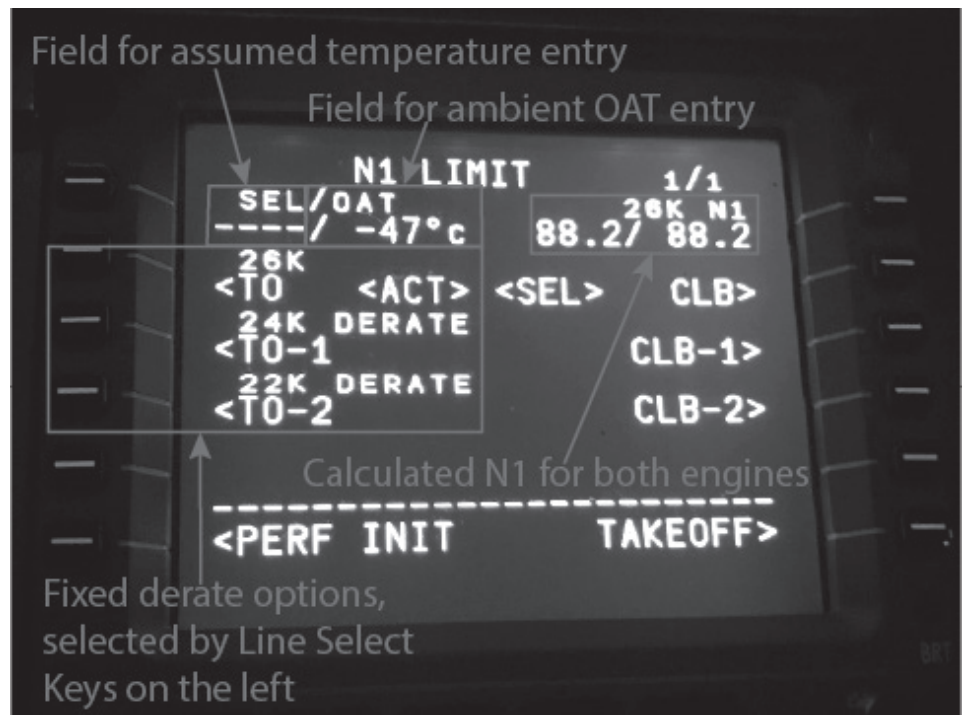 Field for assumed temperature entry
Field for ambient OAT entry
N1 LIMIT 1/1
SEL/OAT 26K N1
----/ -47°c 88.2/ 88.2
26K
<TO <ACT> <SEL> CLB>
24K DERATE
<TO-1 CLB-1>
22K DERATE
<TO-2 CLB-2>
Calculated N1 for both engines
--------------------
<PERF INIT TAKEOFF>
Fixed derate options,
selected by Line Select
Keys on the left
BRT